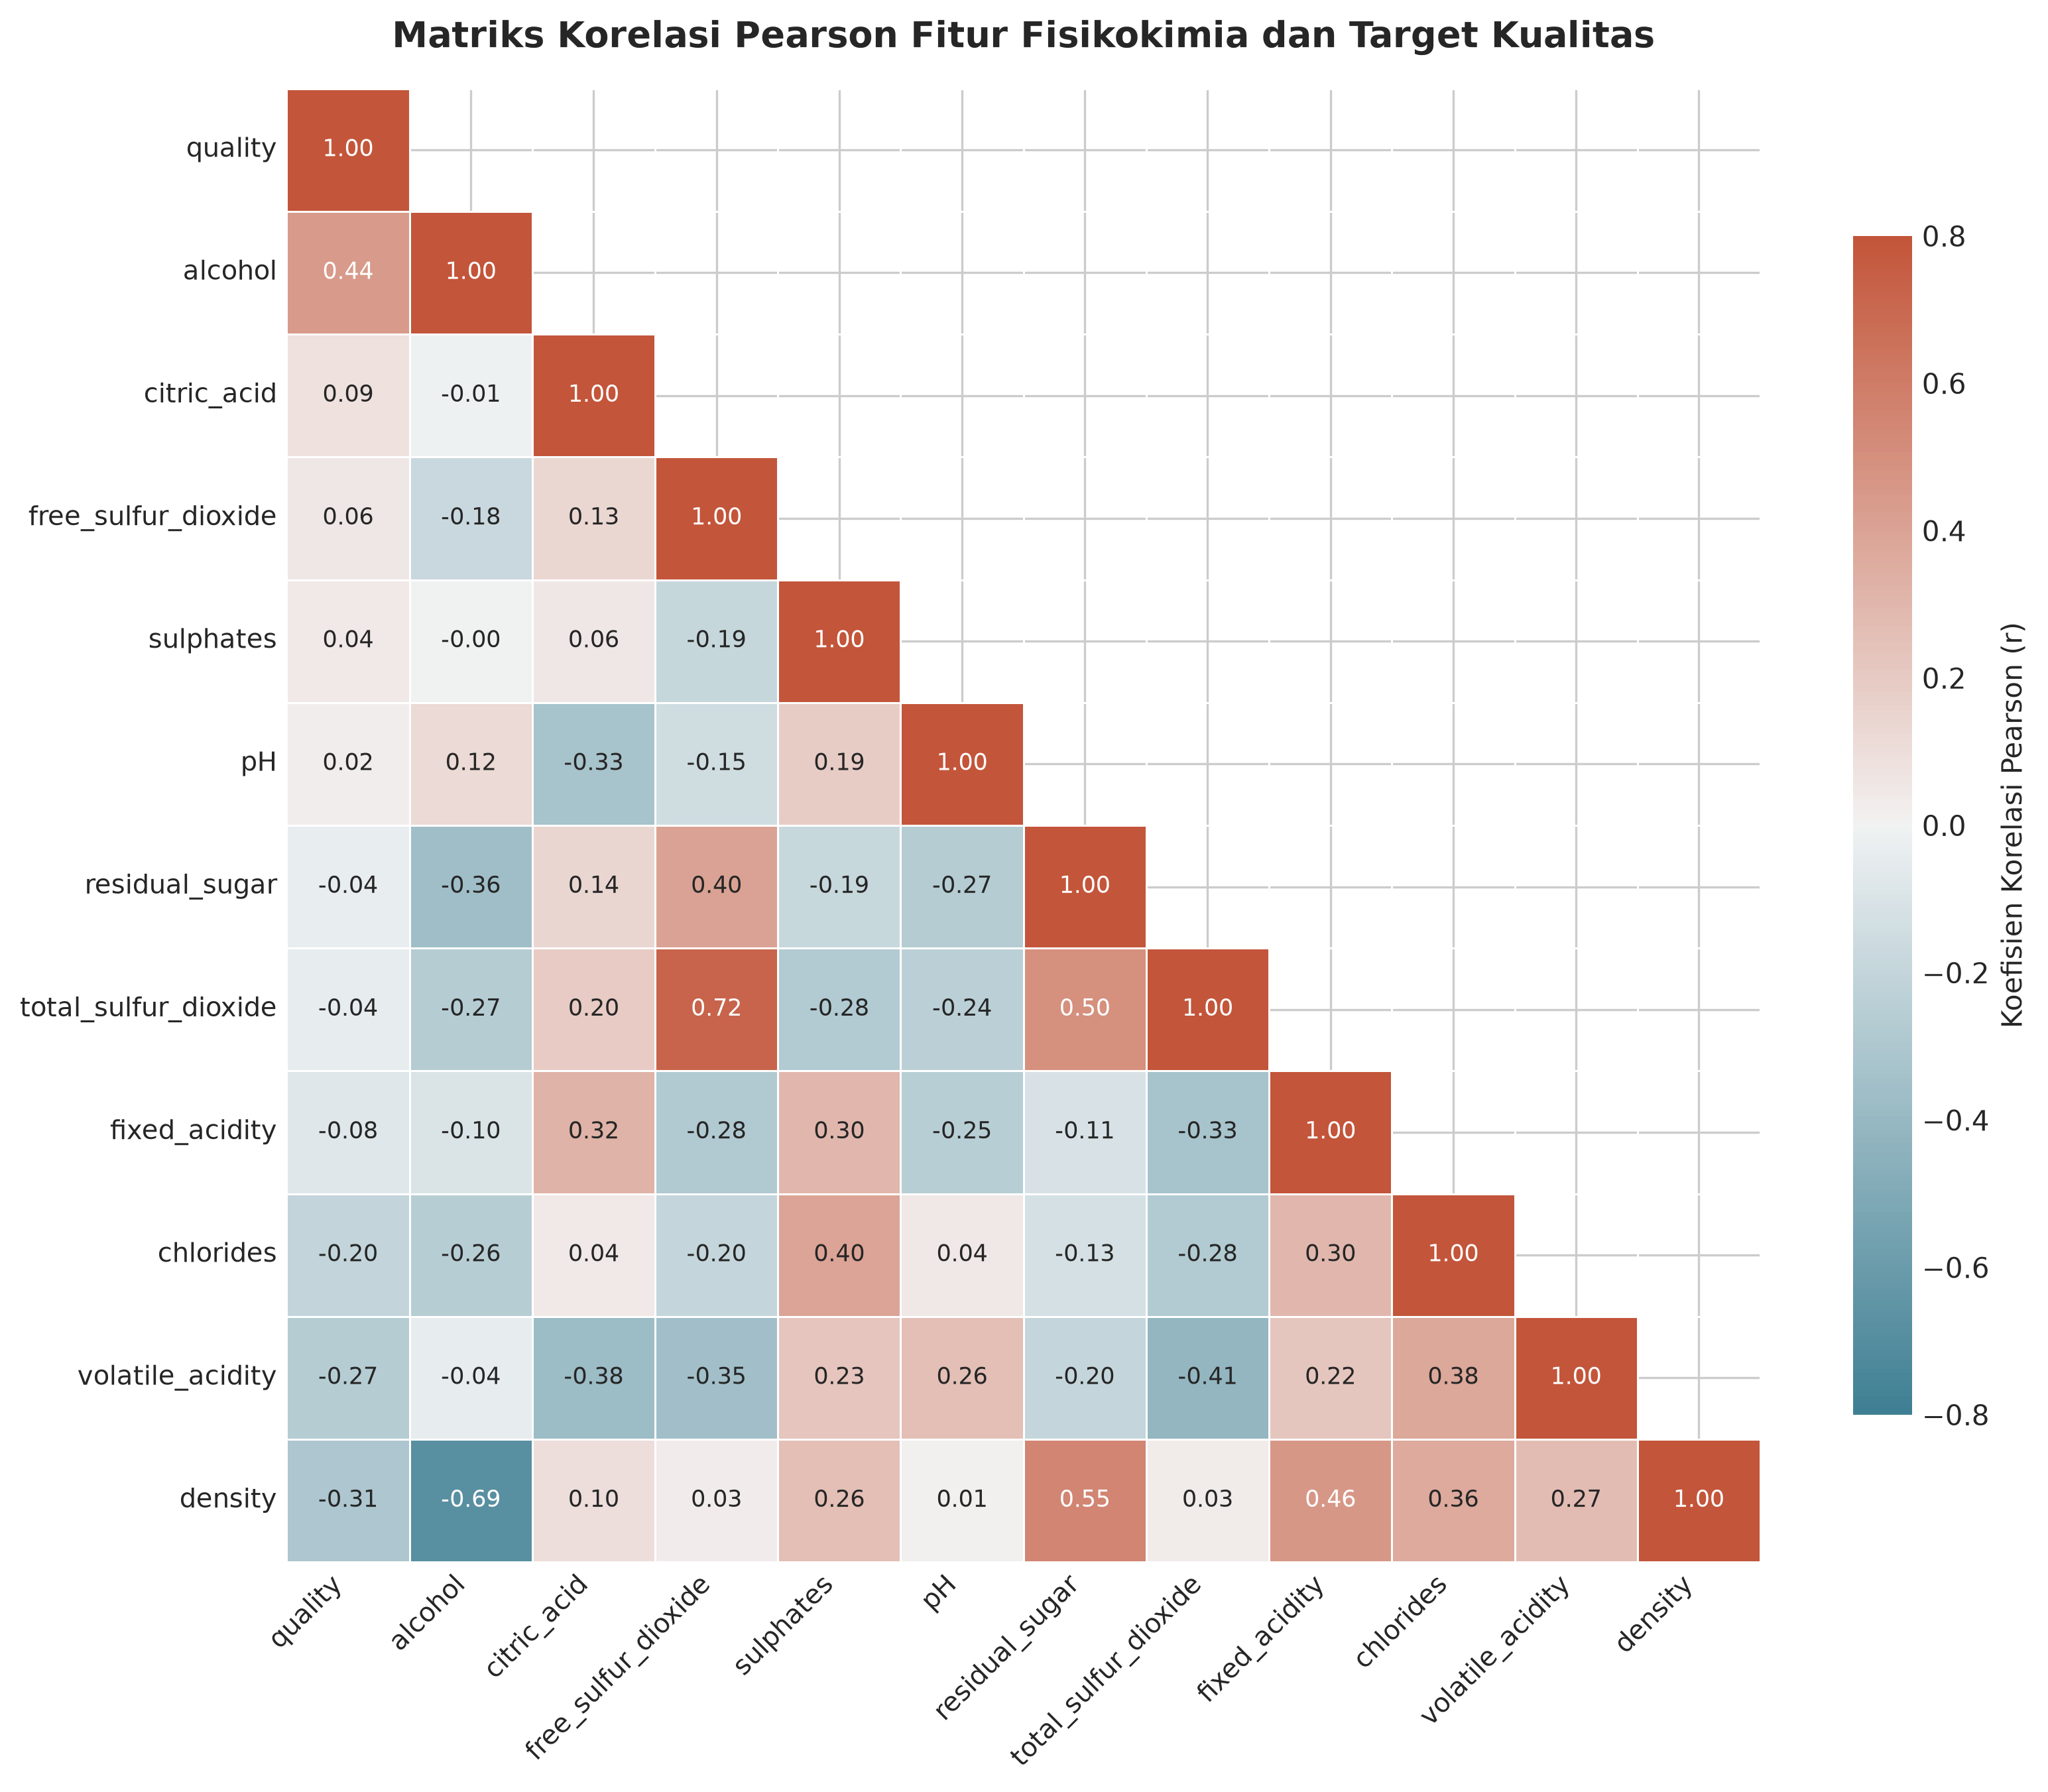 Matriks Korelasi Pearson Fitur Fisikokimia dan Target Kualitas
quality 1.00
alcohol 0.44 1.00
citric_acid 0.09 -0.01 1.00
free_sulfur_dioxide 0.06 -0.18 0.13 1.00
sulphates 0.04 -0.00 0.06 -0.19 1.00
pH 0.02 0.12 -0.33 -0.15 0.19 1.00
residual_sugar -0.04 -0.36 0.14 0.40 -0.19 -0.27 1.00
total_sulfur_dioxide -0.04 -0.27 0.20 0.72 -0.28 -0.24 0.50 1.00
fixed_acidity -0.08 -0.10 0.32 -0.28 0.30 -0.25 -0.11 -0.33 1.00
chlorides -0.20 -0.26 0.04 -0.20 0.40 0.04 -0.13 -0.28 0.30 1.00
volatile_acidity -0.27 -0.04 -0.38 -0.35 0.23 0.26 -0.20 -0.41 0.22 0.38 1.00
density -0.31 -0.69 0.10 0.03 0.26 0.01 0.55 0.03 0.46 0.36 0.27 1.00
quality alcohol citric_acid free_sulfur_dioxide sulphates pH residual_sugar total_sulfur_dioxide fixed_acidity chlorides volatile_acidity density
0.8
0.6
0.4
0.2
0.0
−0.2
−0.4
−0.6
−0.8
Koefisien Korelasi Pearson (r)